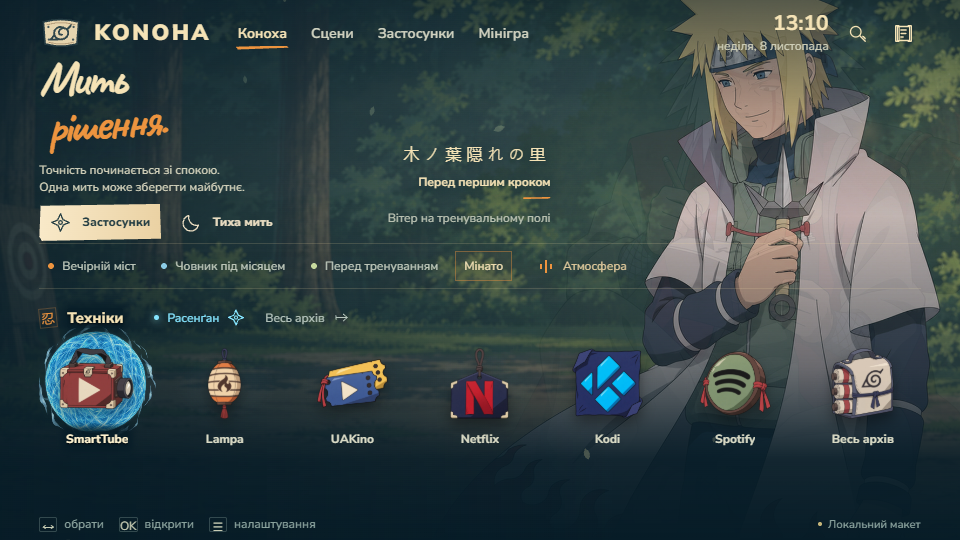 KONOHA
Коноха
Сцени
Застосунки
Мінігра
13:10
неділя, 8 листопада
Мить
рішення.
Точність починається зі спокою.
Одна мить може зберегти майбутнє.
Застосунки
Тиха мить
木ノ葉隠れの里
Перед першим кроком
Вітер на тренувальному полі
Вечірній міст
Човник під місяцем
Перед тренуванням
Мінато
Атмосфера
忍
Техніки
Расенґан
Весь архів
SmartTube
Lampa
UAKino
N
Netflix
Kodi
Spotify
Весь архів
обрати
OK
відкрити
налаштування
Локальний макет